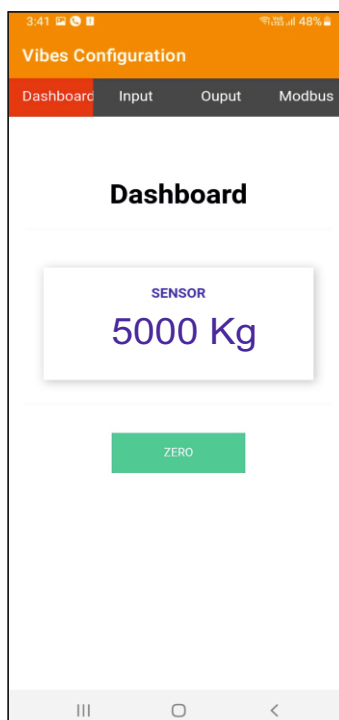 3:41 48%
Vibes Configuration
Dashboard Input Ouput Modbus
Dashboard
SENSOR
5000 Kg
ZERO